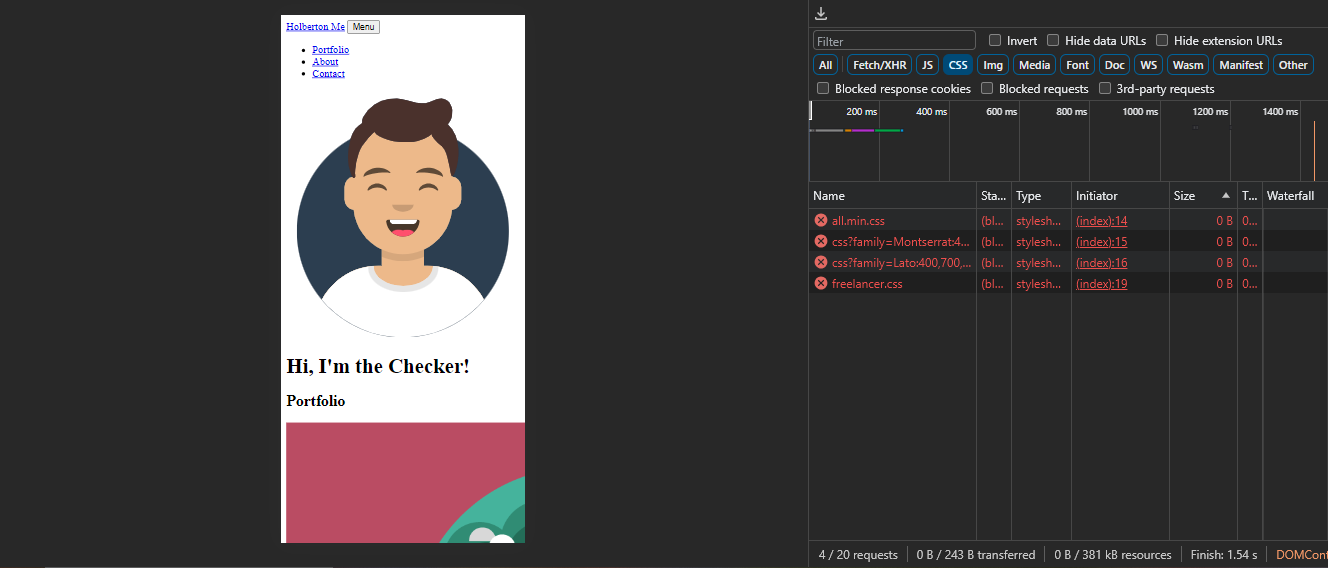 Holberton Me Menu
Portfolio
About
Contact
Hi, I'm the Checker!
Portfolio
Filter Invert Hide data URLs Hide extension URLs
All Fetch/XHR JS CSS Img Media Font Doc WS Wasm Manifest Other
Blocked response cookies Blocked requests 3rd-party requests
200 ms 400 ms 600 ms 800 ms 1000 ms 1200 ms 1400 ms
Name Sta... Type Initiator Size T... Waterfall
all.min.css (bl... stylesh... (index):14 0 B 0...
css?family=Montserrat:4... (bl... stylesh... (index):15 0 B 0...
css?family=Lato:400,700,... (bl... stylesh... (index):16 0 B 0...
freelancer.css (bl... stylesh... (index):19 0 B 0...
4 / 20 requests 0 B / 243 B transferred 0 B / 381 kB resources Finish: 1.54 s DOMCont